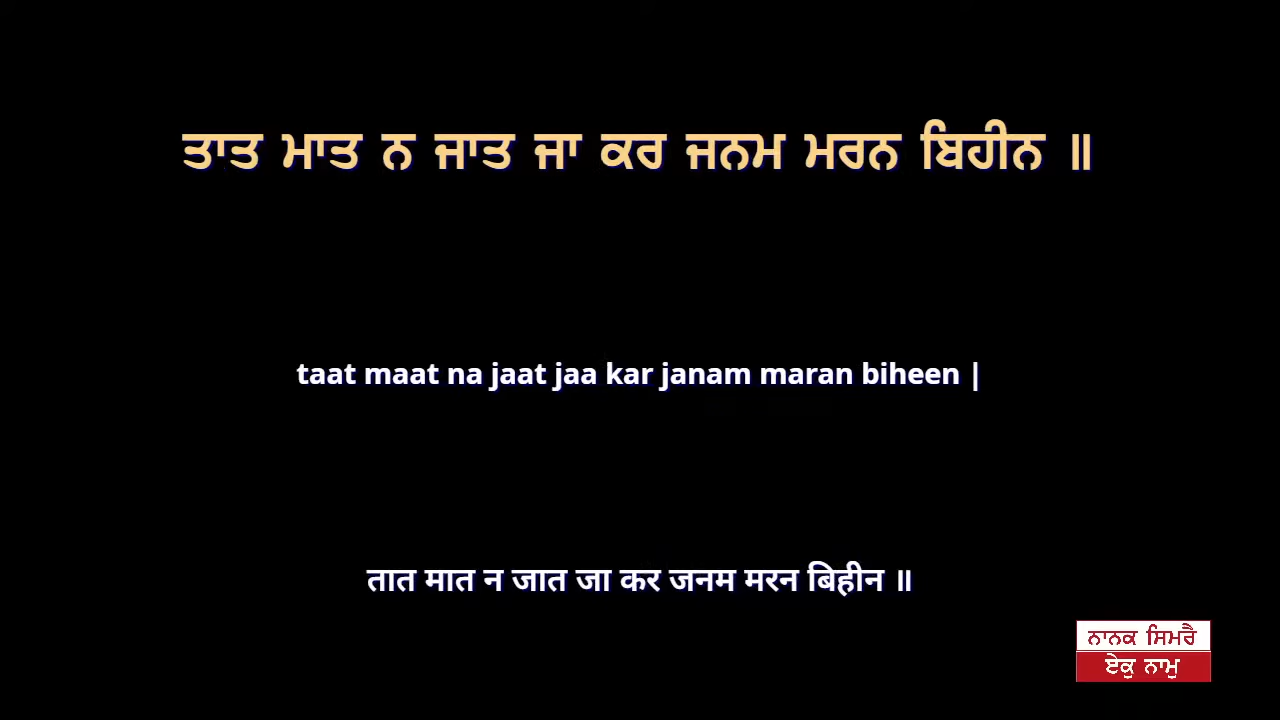 ਤਾਤ ਮਾਤ ਨ ਜਾਤ ਜਾ ਕਰ ਜਨਮ ਮਰਨ ਬਿਹੀਨ ॥
taat maat na jaat jaa kar janam maran biheen |
तात मात न जात जा कर जनम मरन बिहीन ॥
ਨਾਨਕ ਸਿਮਰੈ
ਏਕੁ ਨਾਮੁ